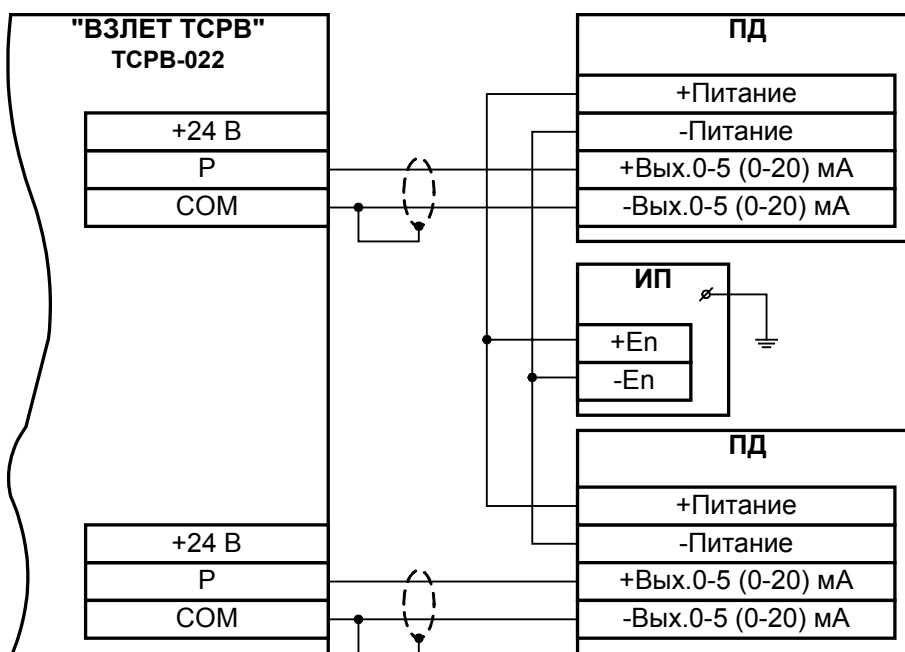 "ВЗЛЕТ ТСРВ"
ТСРВ-022
+24 В
Р
СОМ
ПД
+Питание
-Питание
+Вых.0-5 (0-20) мА
-Вых.0-5 (0-20) мА
ИП
+En
-En
ПД
+Питание
-Питание
+Вых.0-5 (0-20) мА
-Вых.0-5 (0-20) мА
+24 В
Р
СОМ